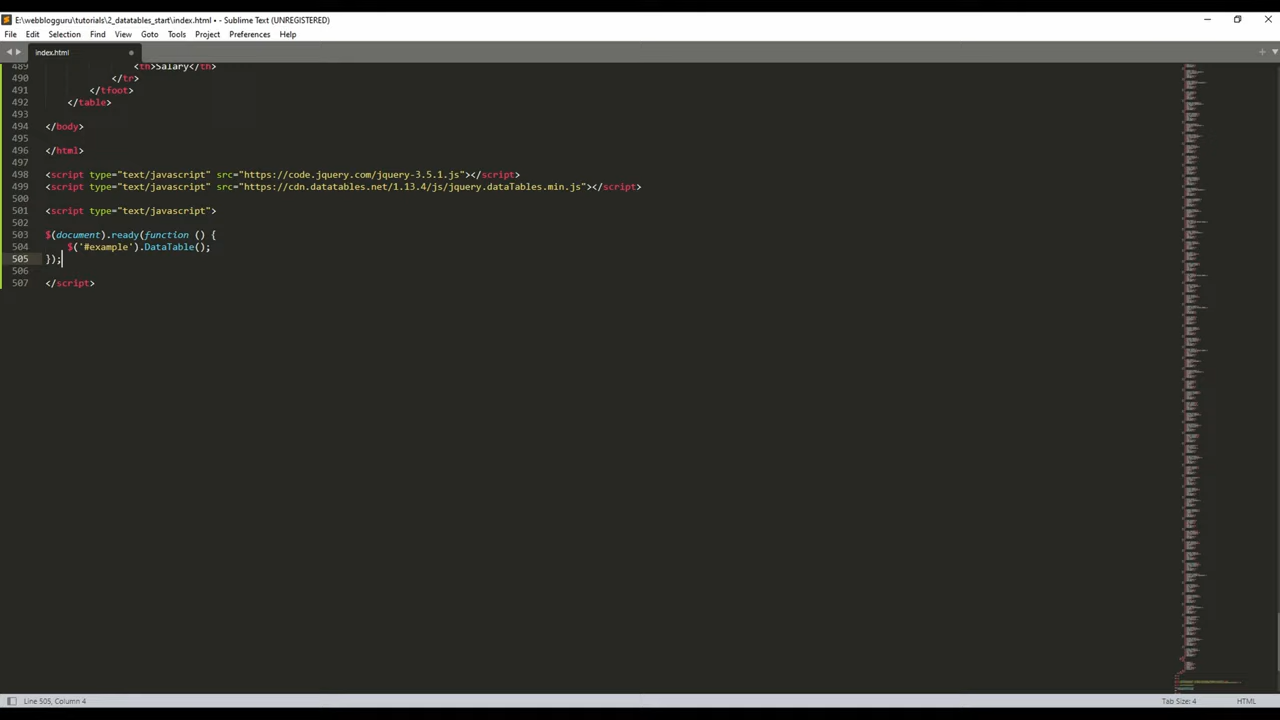 E:\webblogguru\tutorials\2_datatables_start\index.html • - Sublime Text (UNREGISTERED)
File Edit Selection Find View Goto Tools Project Preferences Help
index.html
489 <th>Salary</th>
490 </tr>
491 </tfoot>
492 </table>
493
494 </body>
495
496 </html>
497
498 <script type="text/javascript" src="https://code.jquery.com/jquery-3.5.1.js"></script>
499 <script type="text/javascript" src="https://cdn.datatables.net/1.13.4/js/jquery.dataTables.min.js"></script>
500
501 <script type="text/javascript">
502
503 $(document).ready(function () {
504 $('#example').DataTable();
505 });
506
507 </script>
Line 505, Column 4
Tab Size: 4
HTML